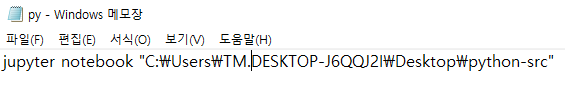 py - Windows 메모장
파일(F) 편집(E) 서식(O) 보기(V) 도움말(H)
jupyter notebook "C:₩Users₩TM.DESKTOP-J6QQJ2I₩Desktop₩python-src"